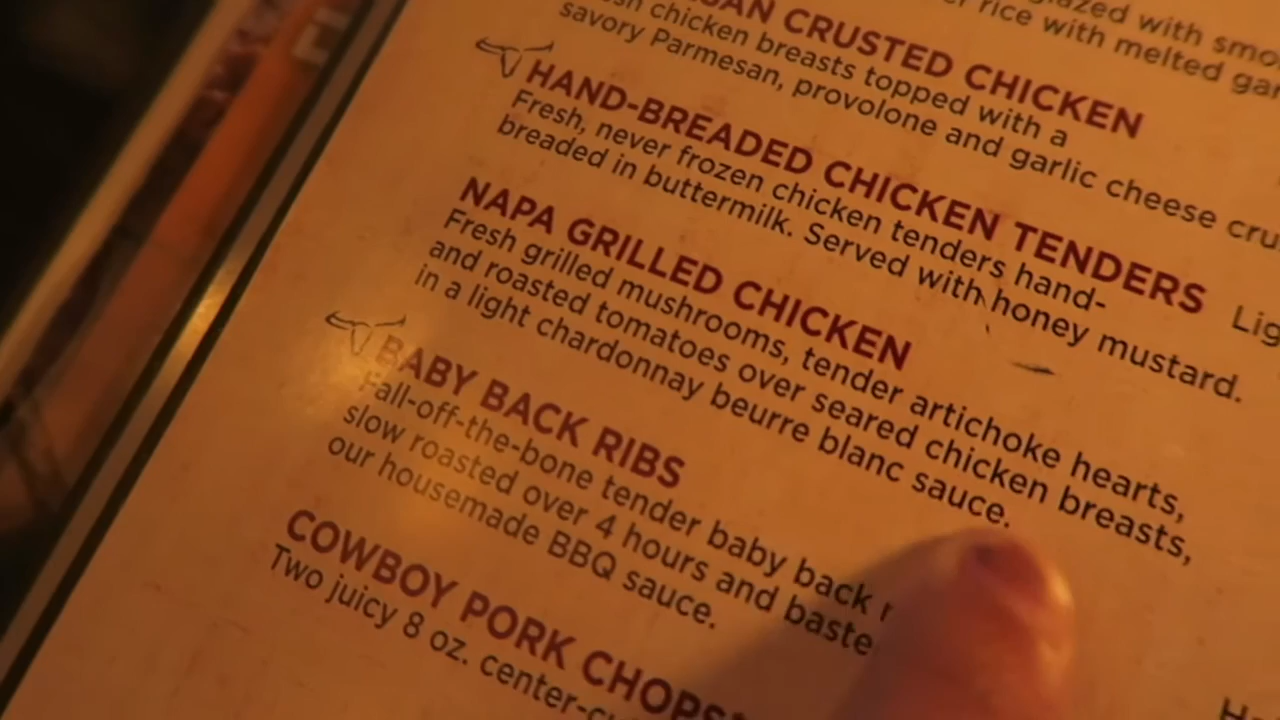 glazed with
rice with melted
CRUSTED CHICKEN
chicken breasts topped with a
savory Parmesan, provolone and garlic cheese
HAND-BREADED CHICKEN TENDERS
Fresh, never frozen chicken tenders hand-
breaded in buttermilk. Served with honey mustard.
NAPA GRILLED CHICKEN
Fresh grilled mushrooms, tender artichoke hearts,
and roasted tomatoes over seared chicken breasts,
in a light chardonnay beurre blanc sauce.
BABY BACK RIBS
Fall-off-the-bone tender baby back
slow roasted over 4 hours and baste
our housemade BBQ sauce.
COWBOY PORK CHOPS*
Two juicy 8 oz. center-